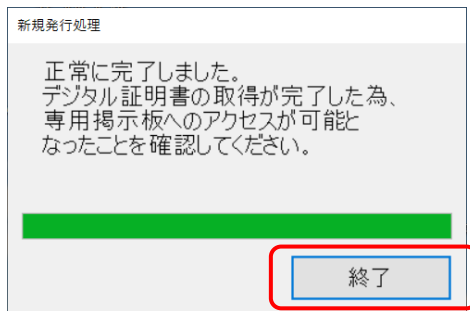 新規発行処理
正常に完了しました。
デジタル証明書の取得が完了した為、
専用掲示板へのアクセスが可能と
なったことを確認してください。
終了